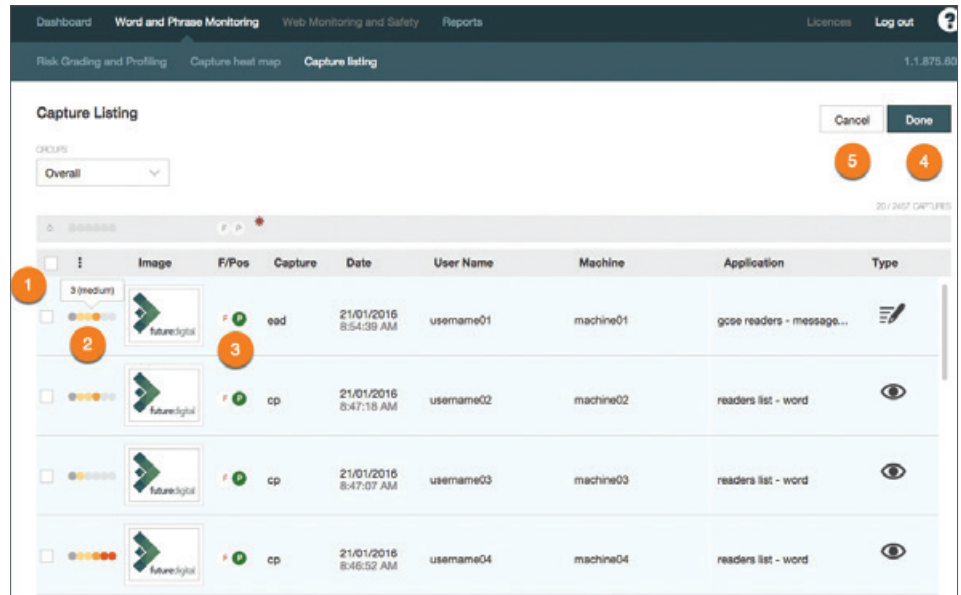 Dashboard Word and Phrase Monitoring Web Monitoring and Safety Reports Licences Log out ?
Risk Grading and Profiling Capture heat map Capture listing 1.1.875.60
Capture Listing
Cancel Done
GROUPS
5 4
Overall
20 / 2457 CAPTURES
F P
Image F/Pos Capture Date User Name Machine Application Type
1
3 (medium)
futuredigital F P ead 21/01/2016 username01 machine01 gcse readers - message...
8:54:39 AM
2 3
futuredigital F P cp 21/01/2016 username02 machine02 readers list - word
8:47:18 AM
futuredigital F P cp 21/01/2016 username03 machine03 readers list - word
8:47:07 AM
futuredigital F P cp 21/01/2016 username04 machine04 readers list - word
8:46:52 AM